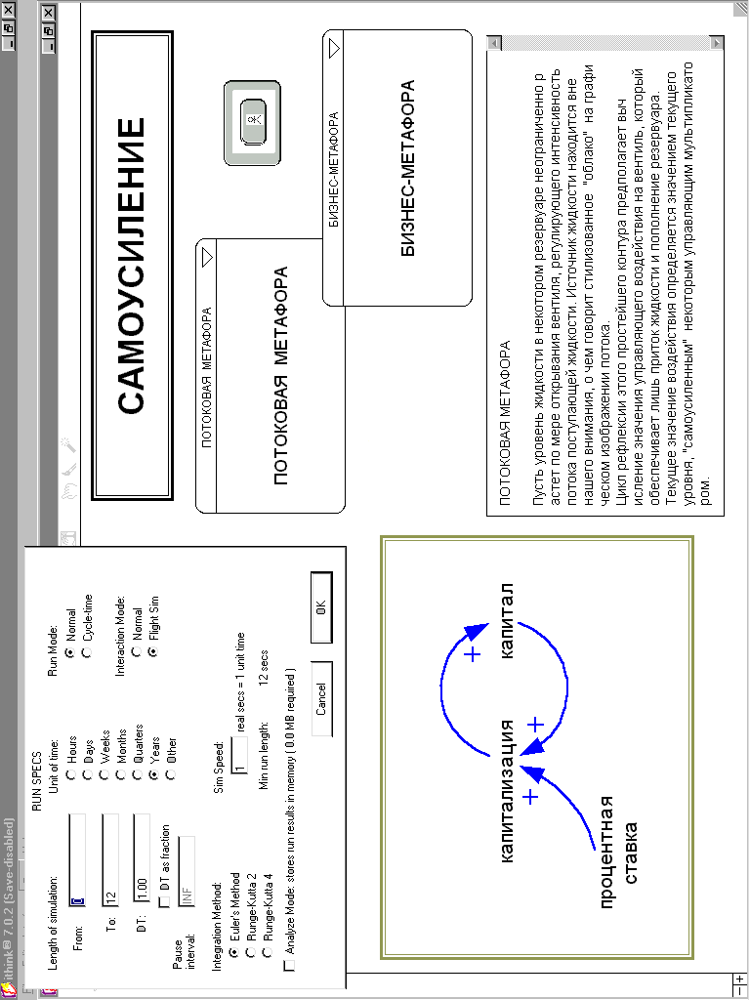 ithink® 7.0.2 (Save-disabled)
RUN SPECS
Length of simulation:
From:
0
To:
12
DT:
1.00
DT as fraction
Pause
interval:
INF
Unit of time:
Hours
Days
Weeks
Months
Quarters
Years
Other
Run Mode:
Normal
Cycle-time
Interaction Mode:
Normal
Flight Sim
Integration Method:
Euler's Method
Runge-Kutta 2
Runge-Kutta 4
Sim Speed:
1
real secs = 1 unit time
Min run length:
12 secs
Analyze Mode: stores run results in memory ( 0.0 MB required )
Cancel
OK
САМОУСИЛЕНИЕ
ПОТОКОВАЯ МЕТАФОРА
ПОТОКОВАЯ МЕТАФОРА
БИЗНЕС-МЕТАФОРА
БИЗНЕС-МЕТАФОРА
капитализация
капитал
процентная
ставка
+
+
+
ПОТОКОВАЯ МЕТАФОРА
Пусть уровень жидкости в некотором резервуаре неограниченно р
астет по мере открывания вентиля, регулирующего интенсивность
потока поступающей жидкости. Источник жидкости находится вне
нашего внимания, о чем говорит стилизованное "облако" на графи
ческом изображении потока.
Цикл рефлексии этого простейшего контура предполагает выч
исление значения управляющего воздействия на вентиль, который
обеспечивает лишь приток жидкости и пополнение резервуара.
Текущее значение воздействия определяется значением текущего
уровня, "самоусиленным" некоторым управляющим мультипликато
ром.